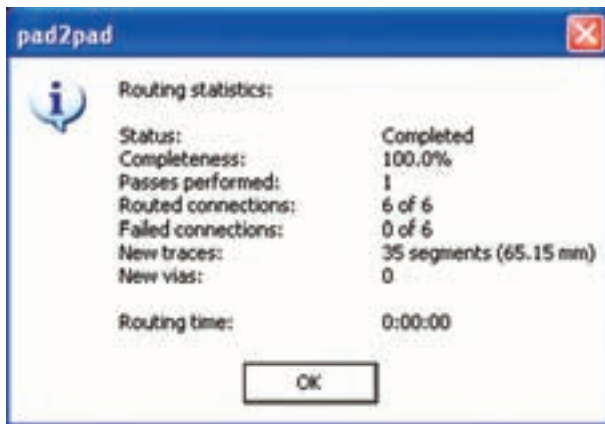 pad2pad
Routing statistics:
Status: Completed
Completeness: 100.0%
Passes performed: 1
Routed connections: 6 of 6
Failed connections: 0 of 6
New traces: 35 segments (65.15 mm)
New vias: 0
Routing time: 0:00:00
OK